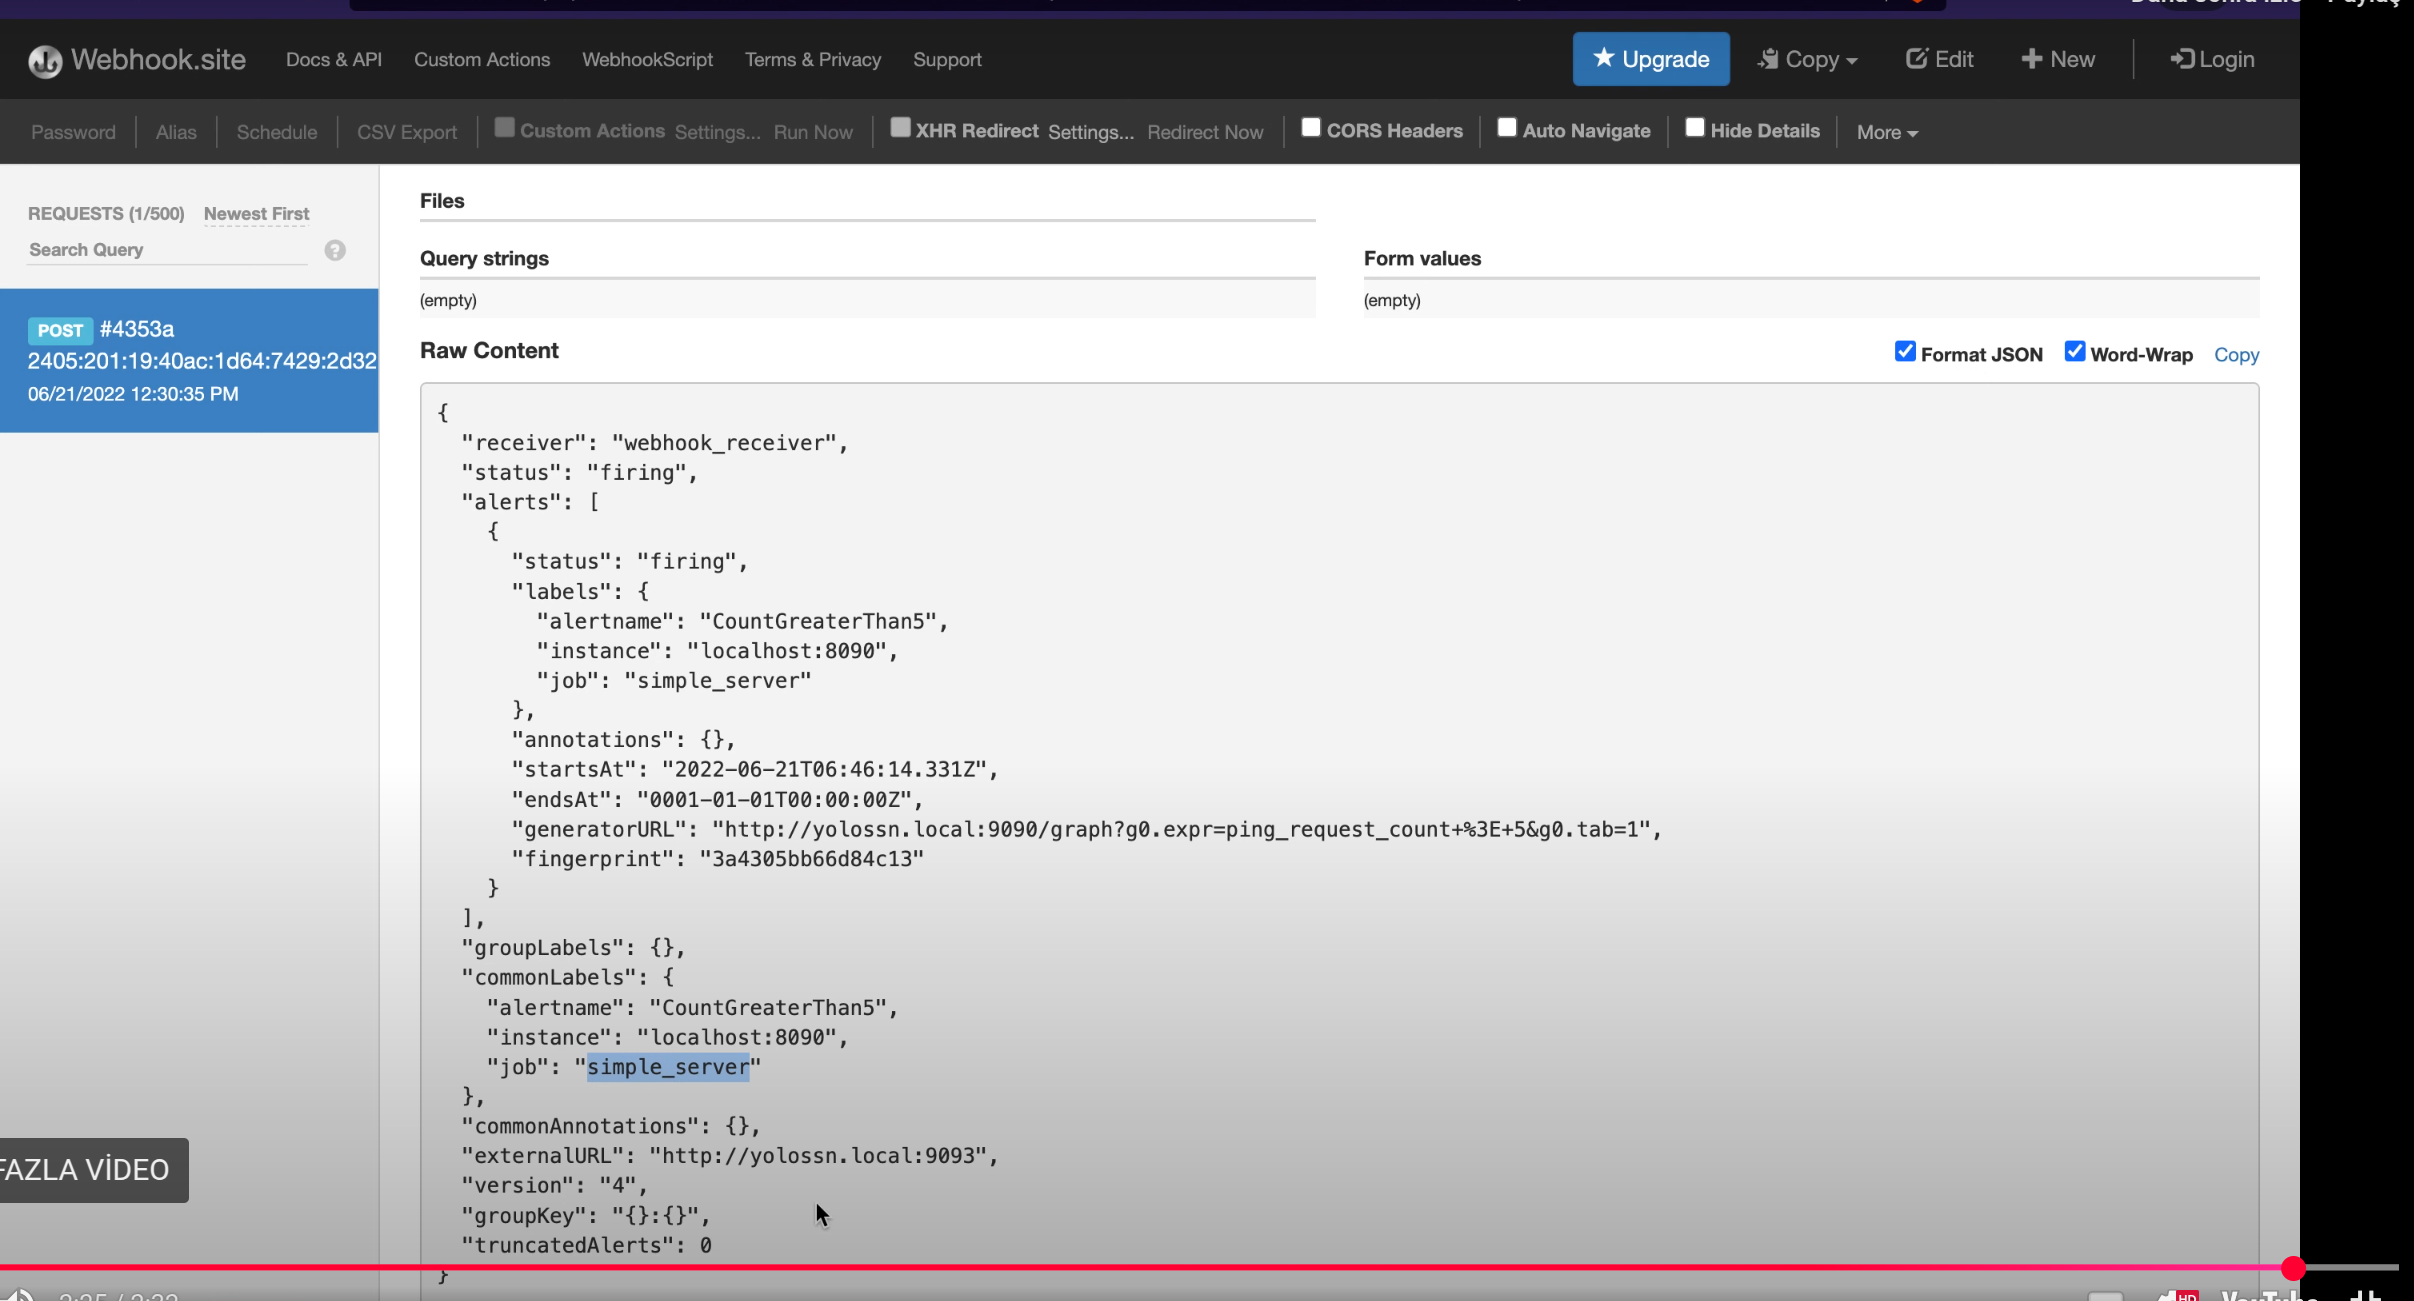 Webhook.site Docs & API Custom Actions WebhookScript Terms & Privacy Support Upgrade Copy Edit New Login
Password Alias Schedule CSV Export Custom Actions Settings... Run Now XHR Redirect Settings... Redirect Now CORS Headers Auto Navigate Hide Details More
REQUESTS (1/500) Newest First
Search Query
POST #4353a
2405:201:19:40ac:1d64:7429:2d32
06/21/2022 12:30:35 PM
Files
Query strings
(empty)
Form values
(empty)
Raw Content
Format JSON Word-Wrap Copy
{
"receiver": "webhook_receiver",
"status": "firing",
"alerts": [
{
"status": "firing",
"labels": {
"alertname": "CountGreaterThan5",
"instance": "localhost:8090",
"job": "simple_server"
},
"annotations": {},
"startsAt": "2022-06-21T06:46:14.331Z",
"endsAt": "0001-01-01T00:00:00Z",
"generatorURL": "http://yolossn.local:9090/graph?g0.expr=ping_request_count+%3E+5&g0.tab=1",
"fingerprint": "3a4305bb66d84c13"
}
],
"groupLabels": {},
"commonLabels": {
"alertname": "CountGreaterThan5",
"instance": "localhost:8090",
"job": "simple_server"
},
"commonAnnotations": {},
"externalURL": "http://yolossn.local:9093",
"version": "4",
"groupKey": "{}:{}",
"truncatedAlerts": 0
}
FAZLA VİDEO
HD YouTube